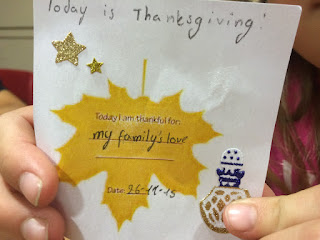 Today is Thanksgiving!
Today I am thankful for:
my family's love
Date: 26-11-15